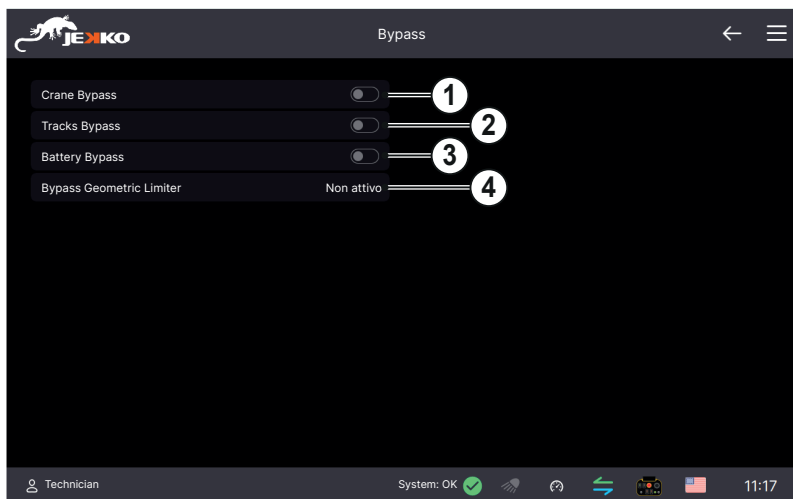 JEKKO
Bypass
Crane Bypass
1
Tracks Bypass
2
Battery Bypass
3
Bypass Geometric Limiter Non attivo
4
Technician System: OK 11:17